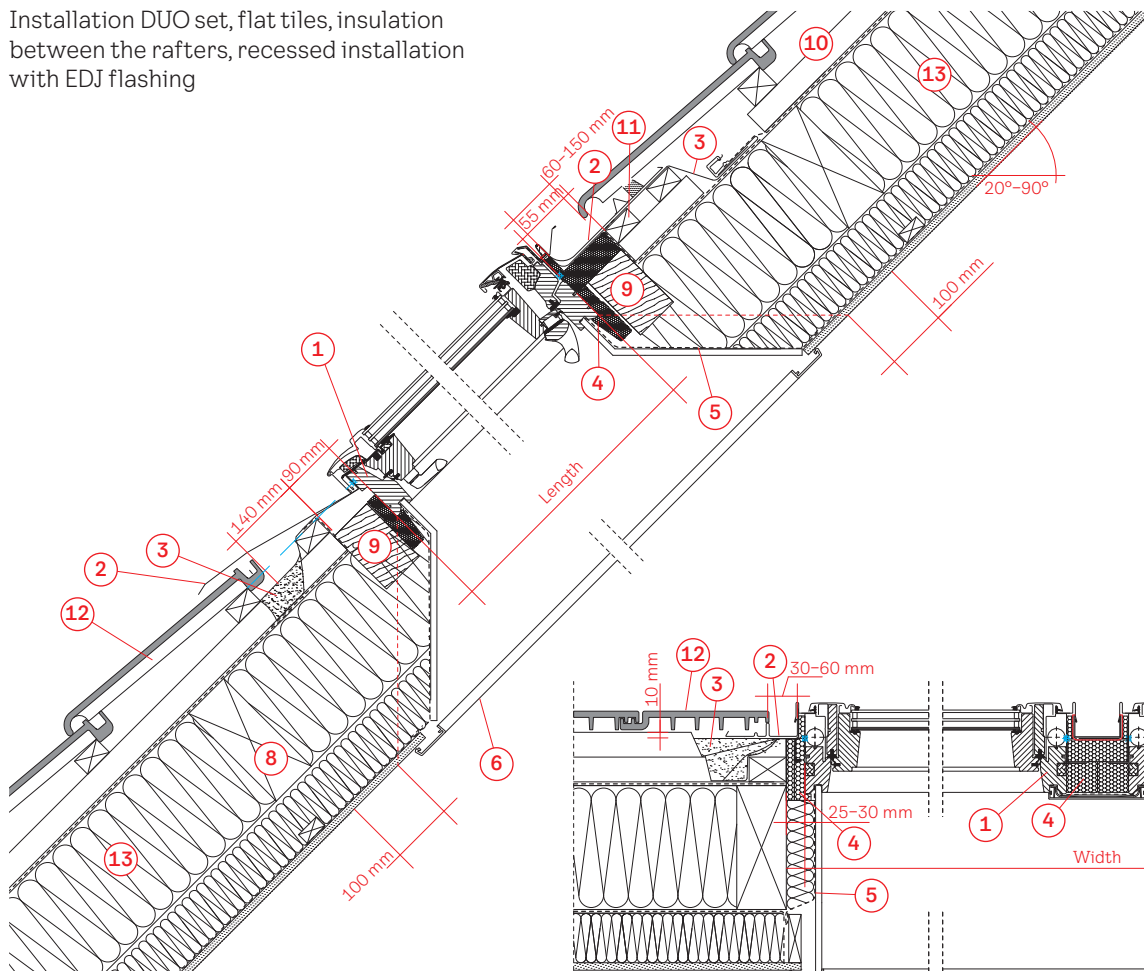 Installation DUO set, flat tiles, insulation
between the rafters, recessed installation
with EDJ flashing
10
13
11
60–150 mm
3
2
55 mm
20°–90°
9
100 mm
1
4
5
Length
90 mm
140 mm
3
9
2
12
8
6
13
100 mm
12
2
30–60 mm
10 mm
3
25–30 mm
4
1
4
Width
5